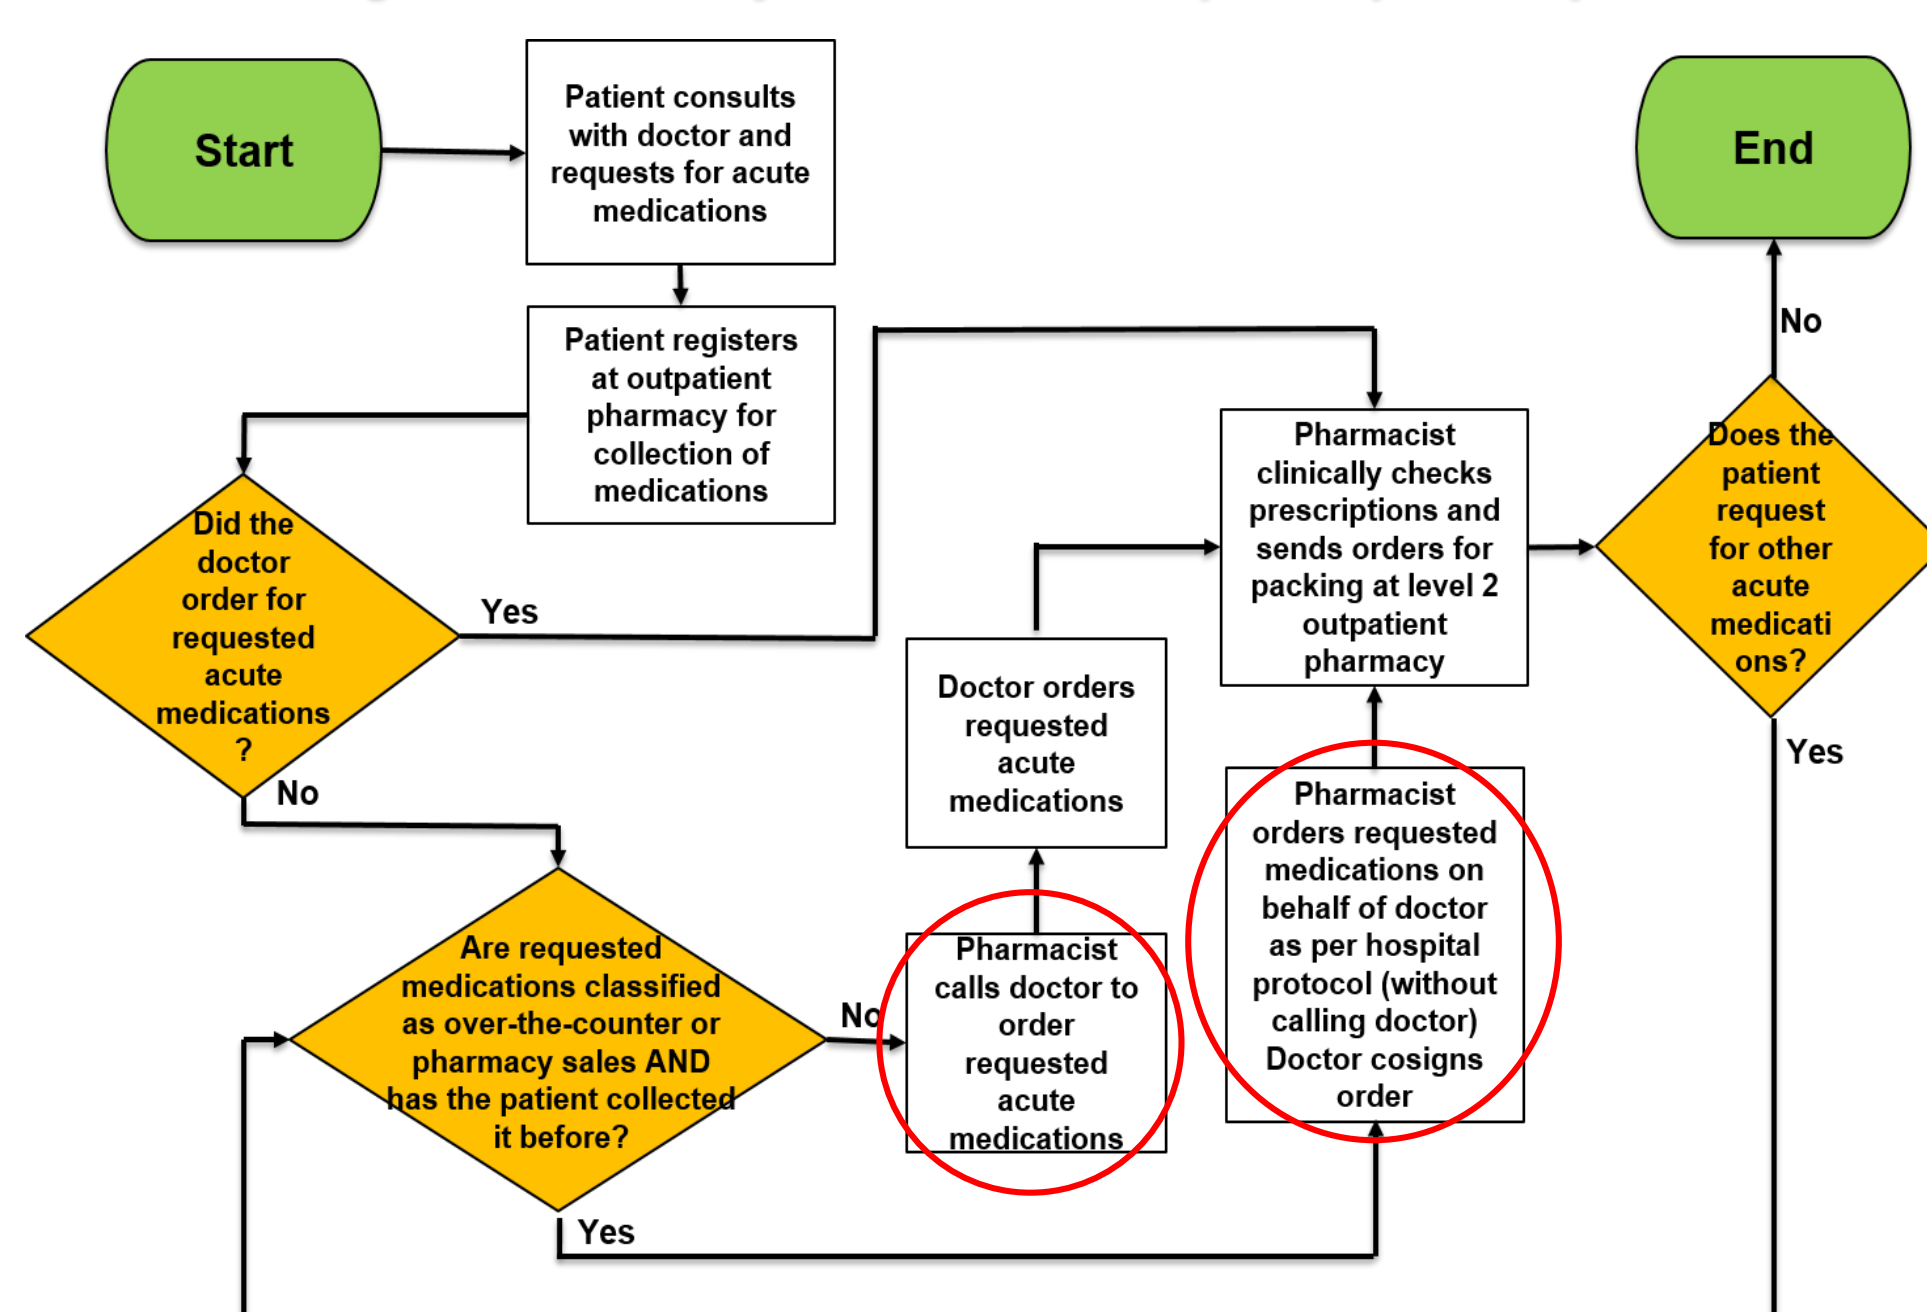 Start
Patient consults
with doctor and
requests for acute
medications
Patient registers
at outpatient
pharmacy for
collection of
medications
Did the
doctor
order for
requested
acute
medications
?
Yes
No
Are requested
medications classified
as over-the-counter or
pharmacy sales AND
has the patient collected
it before?
No
Yes
Pharmacist
calls doctor to
order
requested
acute
medications
Doctor orders
requested
acute
medications
Pharmacist
orders requested
medications on
behalf of doctor
as per hospital
protocol (without
calling doctor)
Doctor cosigns
order
Pharmacist
clinically checks
prescriptions and
sends orders for
packing at level 2
outpatient
pharmacy
Does the
patient
request
for other
acute
medicati
ons?
No
Yes
End